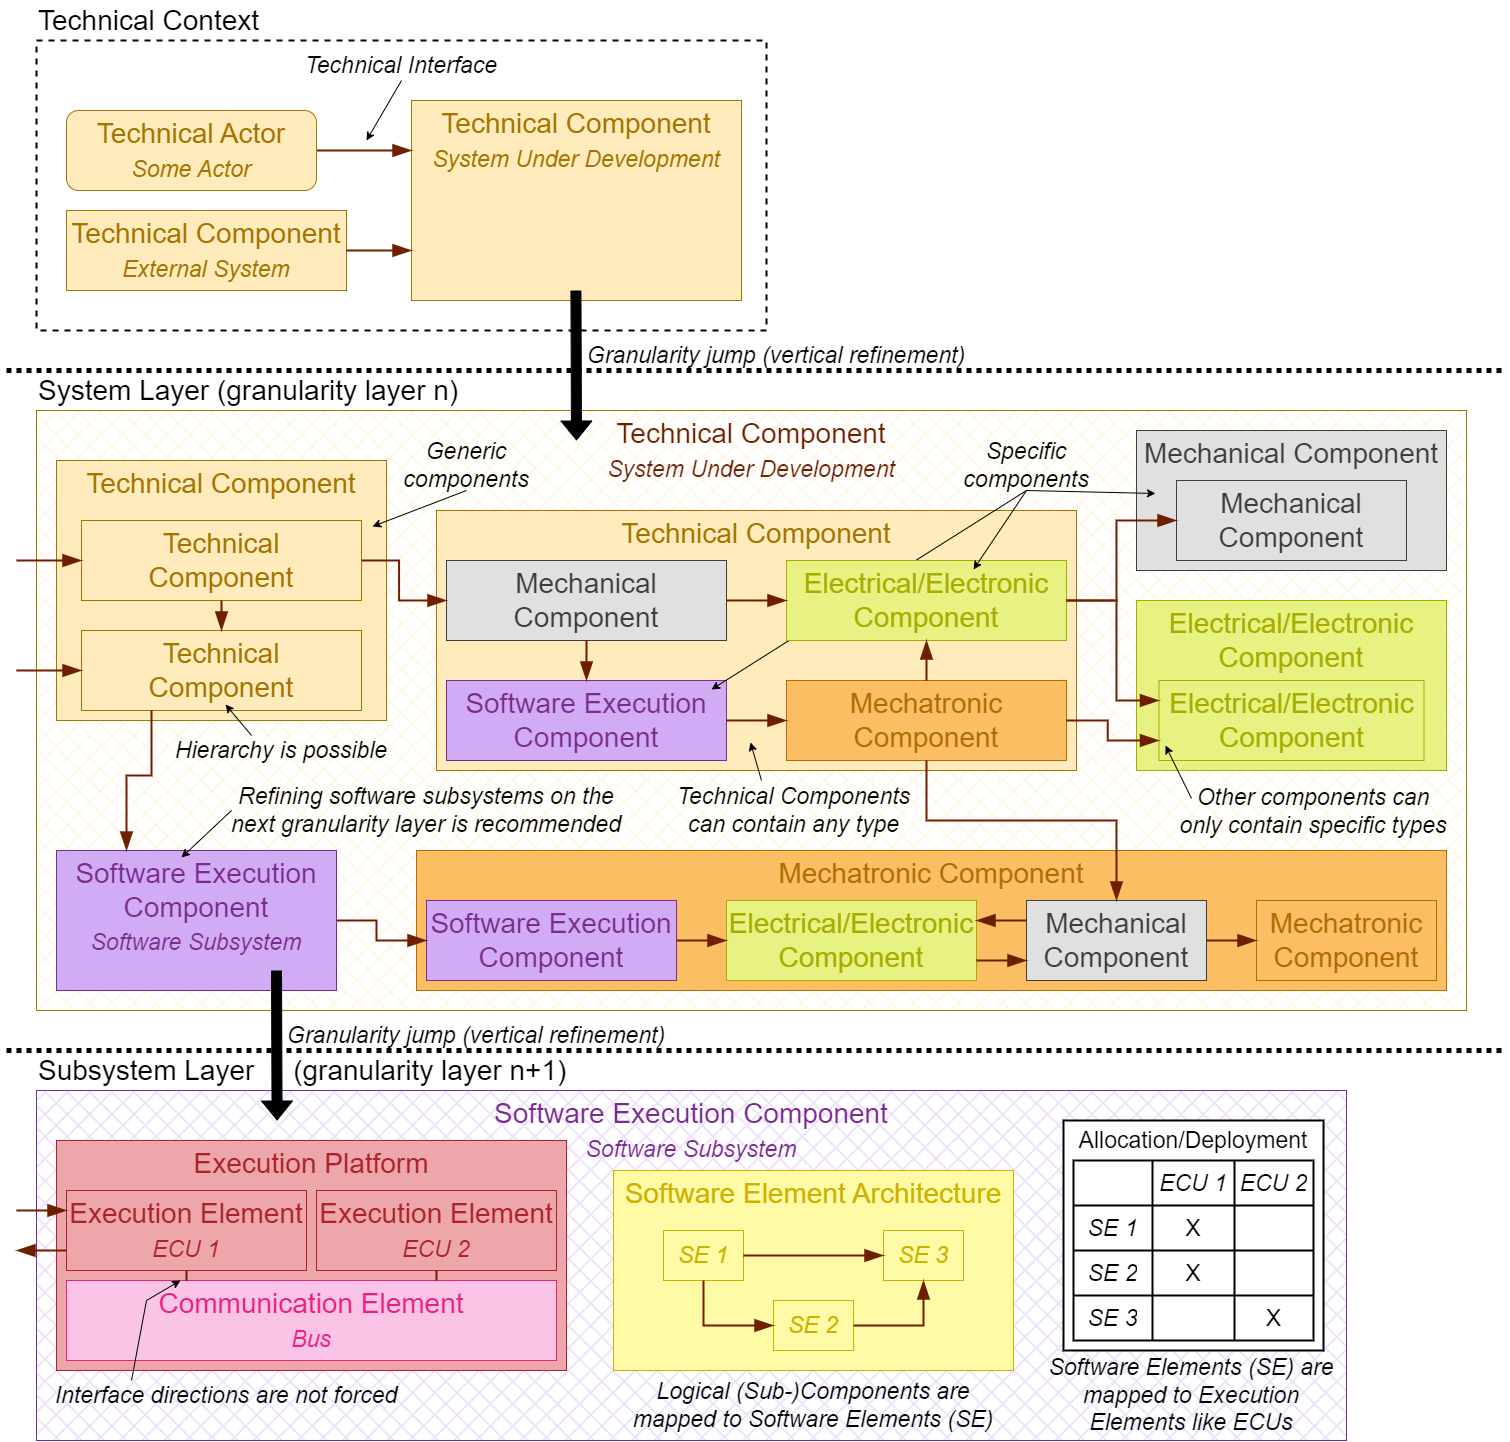 Technical Context
Technical Interface
Technical Actor
Some Actor
Technical Component
System Under Development
Technical Component
External System
Granularity jump (vertical refinement)
System Layer (granularity layer n)
Technical Component
System Under Development
Generic
components
Specific
components
Technical Component
Technical
Component
Technical
Component
Hierarchy is possible
Technical Component
Mechanical
Component
Electrical/Electronic
Component
Software Execution
Component
Mechatronic
Component
Mechanical Component
Mechanical
Component
Electrical/Electronic
Component
Electrical/Electronic
Component
Refining software subsystems on the
next granularity layer is recommended
Technical Components
can contain any type
Other components can
only contain specific types
Software Execution
Component
Software Subsystem
Mechatronic Component
Software Execution
Component
Electrical/Electronic
Component
Mechanical
Component
Mechatronic
Component
Granularity jump (vertical refinement)
Subsystem Layer (granularity layer n+1)
Software Execution Component
Software Subsystem
Execution Platform
Execution Element
ECU 1
Execution Element
ECU 2
Communication Element
Bus
Interface directions are not forced
Software Element Architecture
SE 1
SE 3
SE 2
Logical (Sub-)Components are
mapped to Software Elements (SE)
Allocation/Deployment
ECU 1 ECU 2
SE 1 X
SE 2 X
SE 3 X
Software Elements (SE) are
mapped to Execution
Elements like ECUs